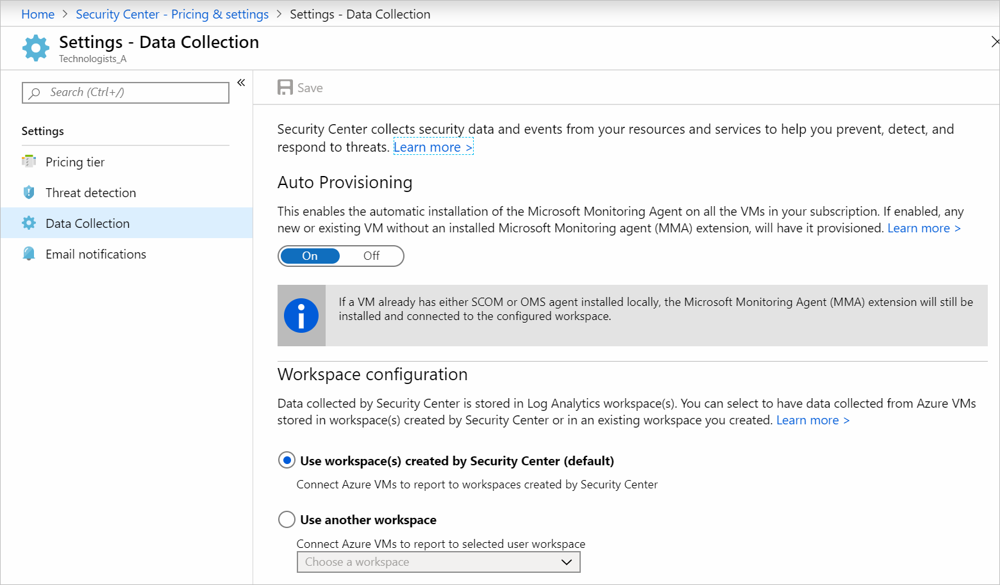 Home > Security Center - Pricing & settings > Settings - Data Collection
Settings - Data Collection
Technologists_A
Search (Ctrl+/)
«
Settings
Pricing tier
Threat detection
Data Collection
Email notifications
Save
Security Center collects security data and events from your resources and services to help you prevent, detect, and
respond to threats. Learn more >
Auto Provisioning
This enables the automatic installation of the Microsoft Monitoring Agent on all the VMs in your subscription. If enabled, any
new or existing VM without an installed Microsoft Monitoring agent (MMA) extension, will have it provisioned. Learn more >
On Off
If a VM already has either SCOM or OMS agent installed locally, the Microsoft Monitoring Agent (MMA) extension will still be
installed and connected to the configured workspace.
Workspace configuration
Data collected by Security Center is stored in Log Analytics workspace(s). You can select to have data collected from Azure VMs
stored in workspace(s) created by Security Center or in an existing workspace you created. Learn more >
Use workspace(s) created by Security Center (default)
Connect Azure VMs to report to workspaces created by Security Center
Use another workspace
Connect Azure VMs to report to selected user workspace
Choose a workspace